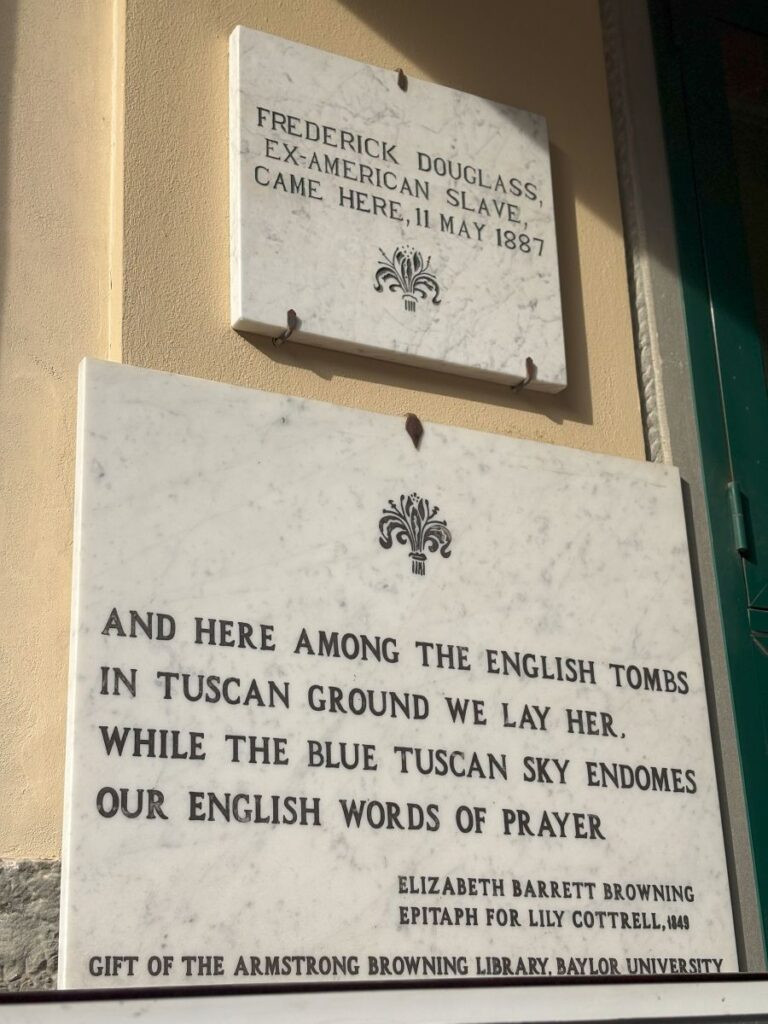 FREDERICK DOUGLASS,
EX-AMERICAN SLAVE,
CAME HERE, 11 MAY 1887
AND HERE AMONG THE ENGLISH TOMBS
IN TUSCAN GROUND WE LAY HER,
WHILE THE BLUE TUSCAN SKY ENDOMES
OUR ENGLISH WORDS OF PRAYER
ELIZABETH BARRETT BROWNING
EPITAPH FOR LILY COTTRELL, 1849
GIFT OF THE ARMSTRONG BROWNING LIBRARY, BAYLOR UNIVERSITY